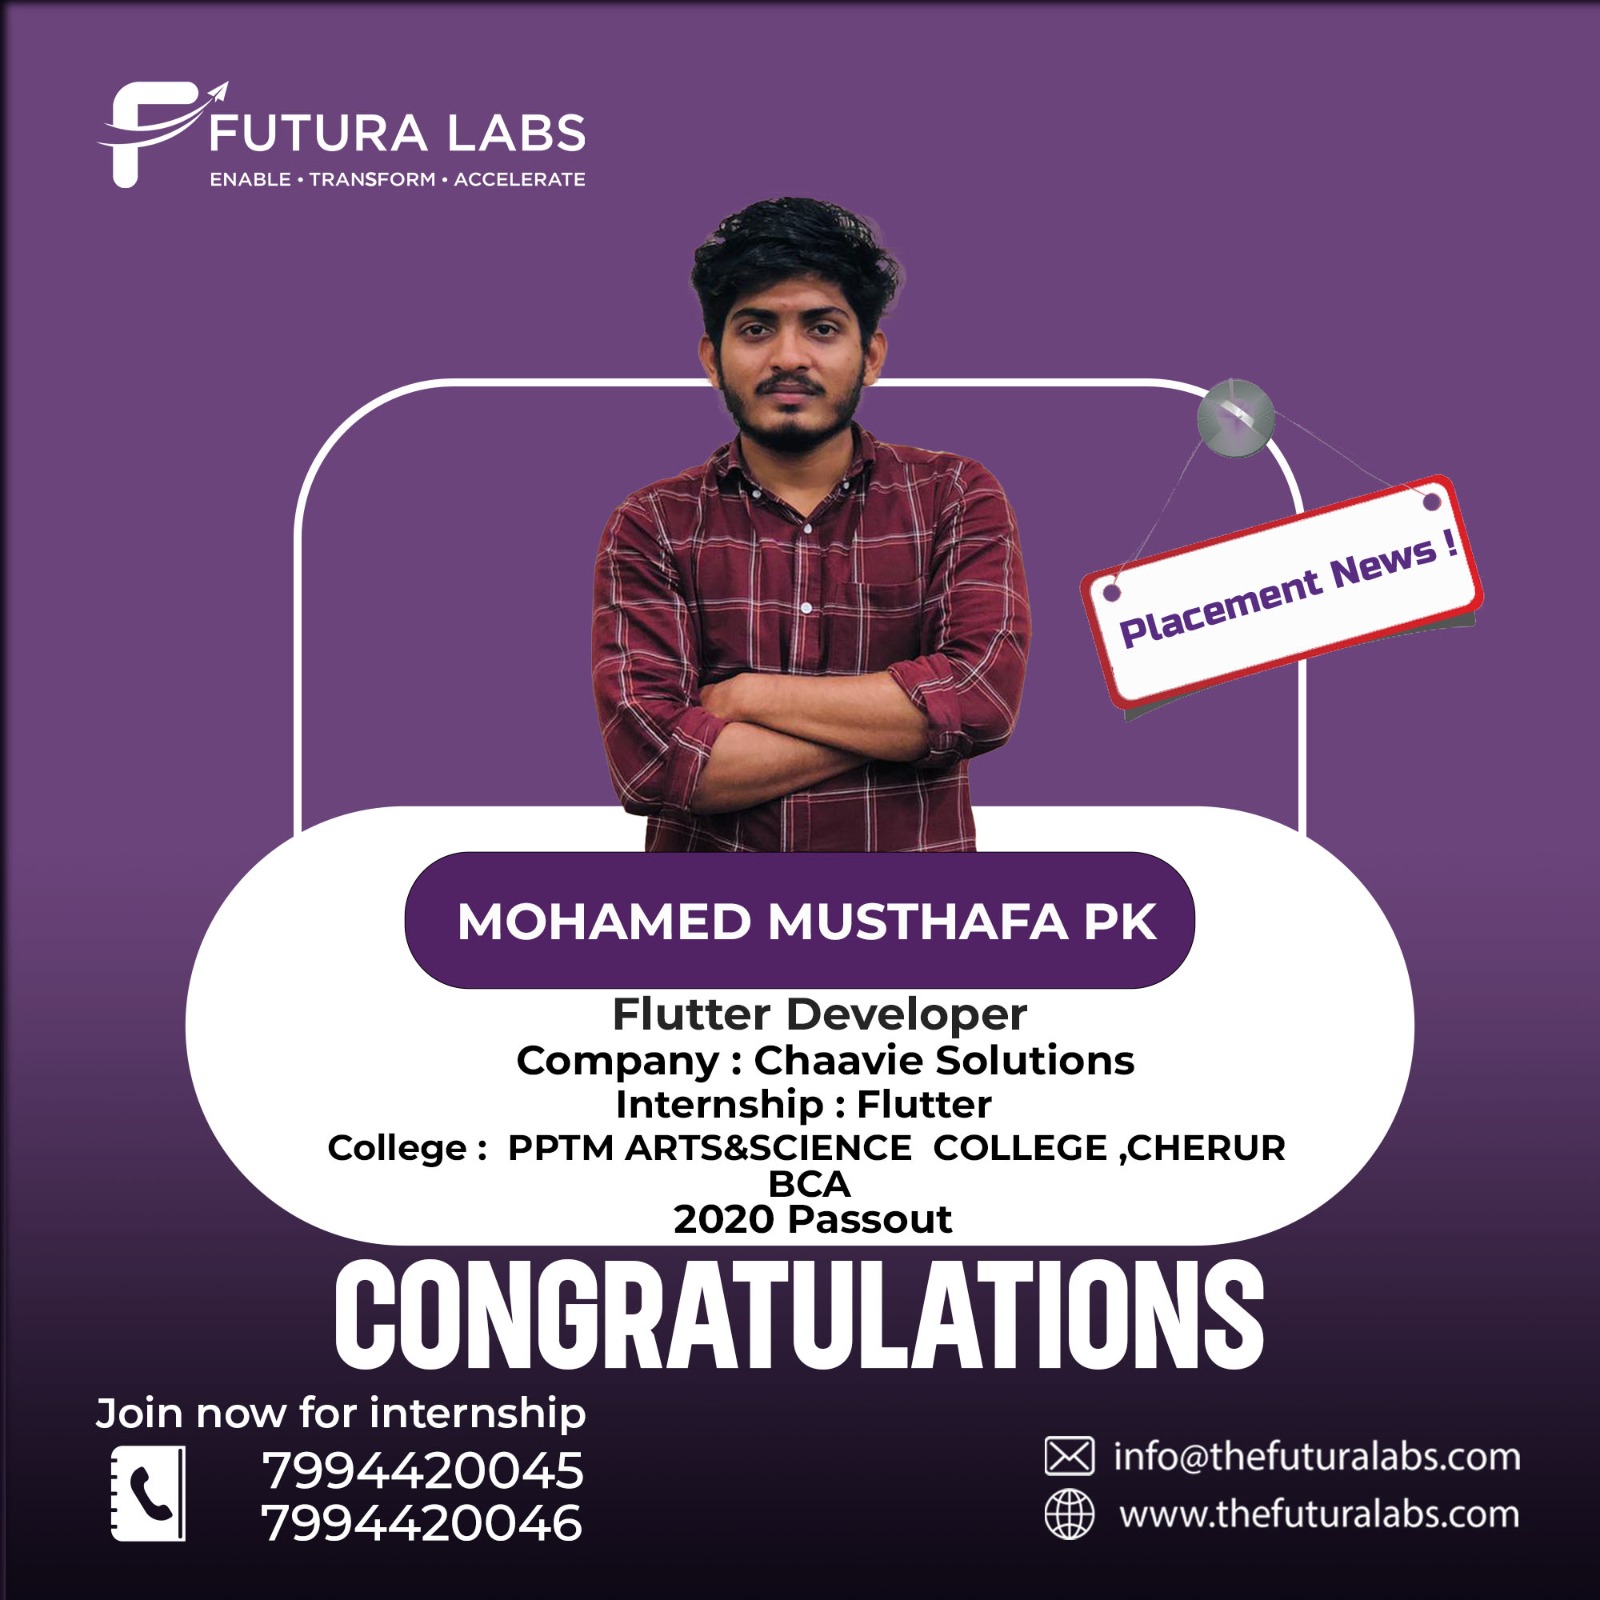 FUTURA LABS
ENABLE • TRANSFORM • ACCELERATE
Placement News !
MOHAMED MUSTHAFA PK
Flutter Developer
Company : Chaavie Solutions
Internship : Flutter
College :  PPTM ARTS&SCIENCE  COLLEGE ,CHERUR
BCA
2020 Passout
CONGRATULATIONS
Join now for internship
7994420045
7994420046
info@thefuturalabs.com
www.thefuturalabs.com